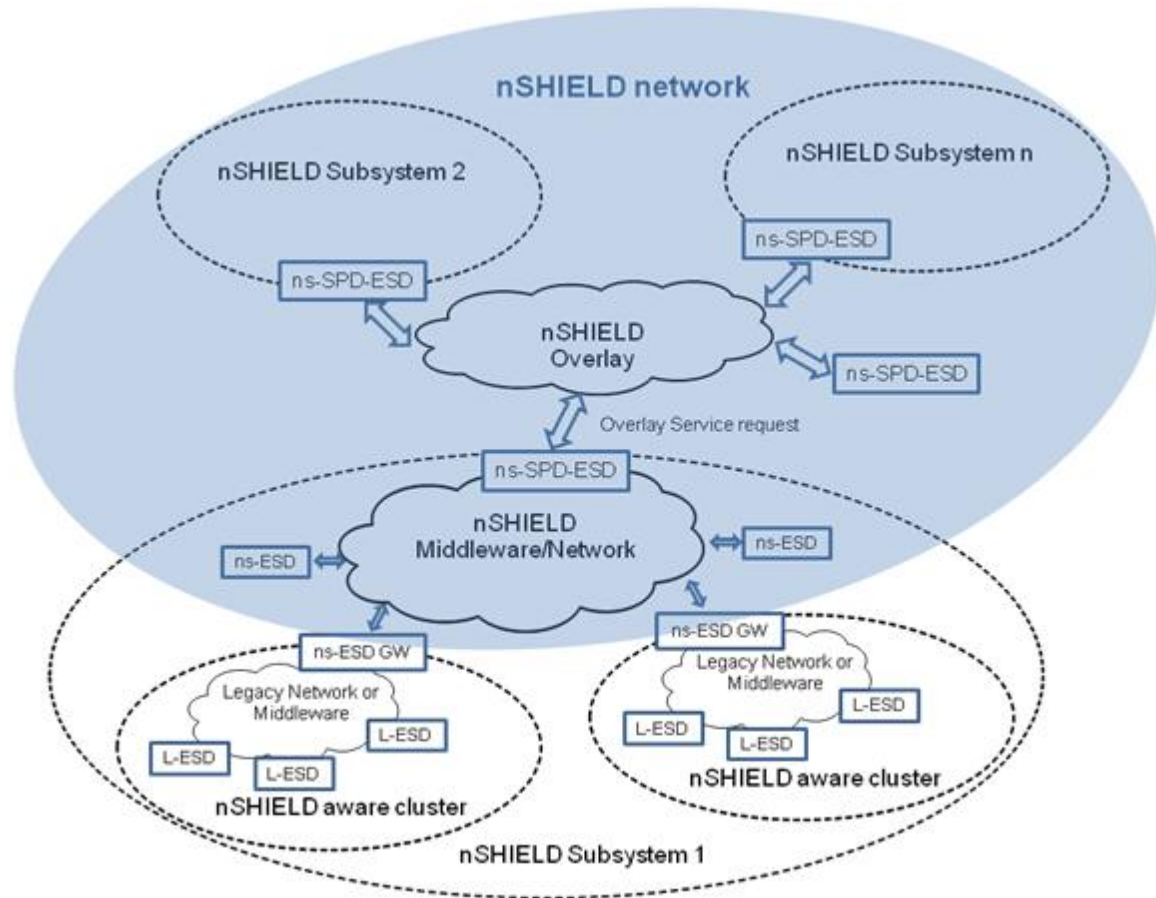 nSHIELD network
nSHIELD Subsystem 2
nSHIELD Subsystem n
ns-SPD-ESD
ns-SPD-ESD
nSHIELD
Overlay
ns-SPD-ESD
Overlay Service request
ns-SPD-ESD
nSHIELD
Middleware/Network
ns-ESD
ns-ESD
ns-ESD GW
Legacy Network or
Middleware
L-ESD
L-ESD
L-ESD
nSHIELD aware cluster
ns-ESD GW
Legacy Network or
Middleware
L-ESD
L-ESD
L-ESD
nSHIELD aware cluster
nSHIELD Subsystem 1